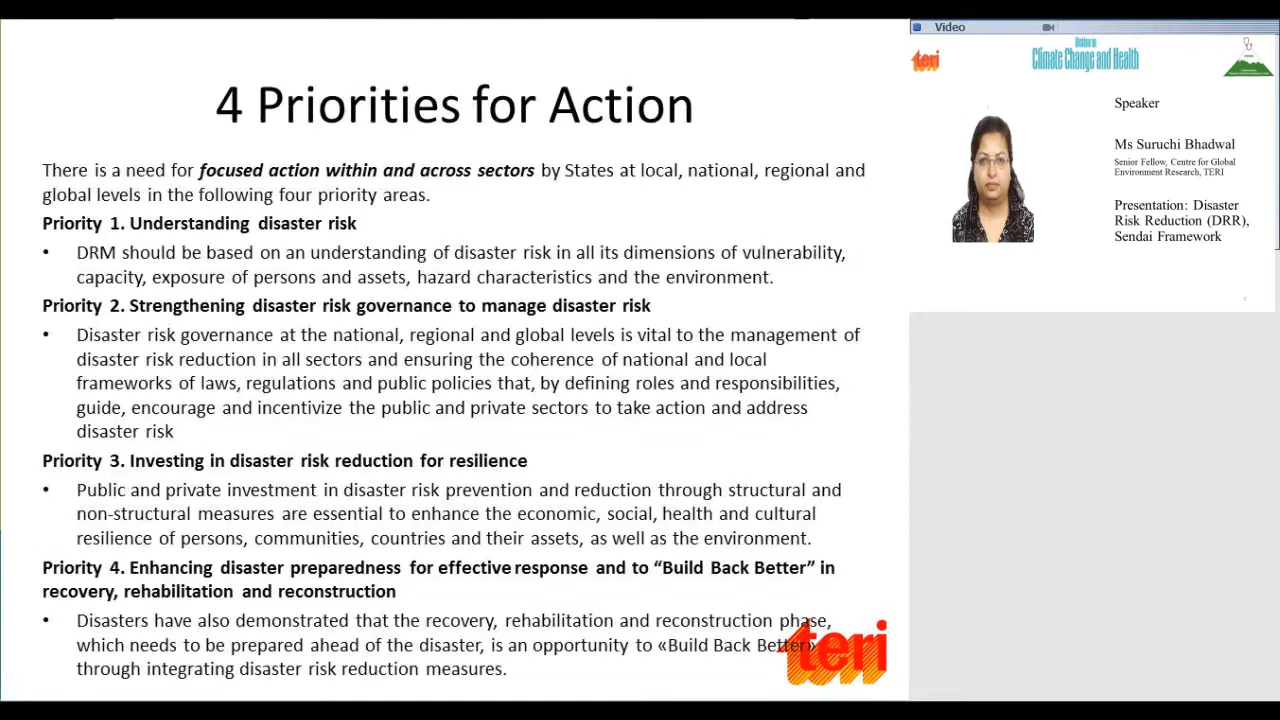 4 Priorities for Action
There is a need for focused action within and across sectors by States at local, national, regional and
global levels in the following four priority areas.
Priority 1. Understanding disaster risk
• DRM should be based on an understanding of disaster risk in all its dimensions of vulnerability,
capacity, exposure of persons and assets, hazard characteristics and the environment.
Priority 2. Strengthening disaster risk governance to manage disaster risk
• Disaster risk governance at the national, regional and global levels is vital to the management of
disaster risk reduction in all sectors and ensuring the coherence of national and local
frameworks of laws, regulations and public policies that, by defining roles and responsibilities,
guide, encourage and incentivize the public and private sectors to take action and address
disaster risk
Priority 3. Investing in disaster risk reduction for resilience
• Public and private investment in disaster risk prevention and reduction through structural and
non-structural measures are essential to enhance the economic, social, health and cultural
resilience of persons, communities, countries and their assets, as well as the environment.
Priority 4. Enhancing disaster preparedness for effective response and to “Build Back Better” in
recovery, rehabilitation and reconstruction
• Disasters have also demonstrated that the recovery, rehabilitation and reconstruction phase,
which needs to be prepared ahead of the disaster, is an opportunity to «Build Back Better»
through integrating disaster risk reduction measures.
teri
Video
teri
Climate Change and Health
Speaker
Ms Suruchi Bhadwal
Senior Fellow, Centre for Global
Environment Research, TERI
Presentation: Disaster
Risk Reduction (DRR),
Sendai Framework